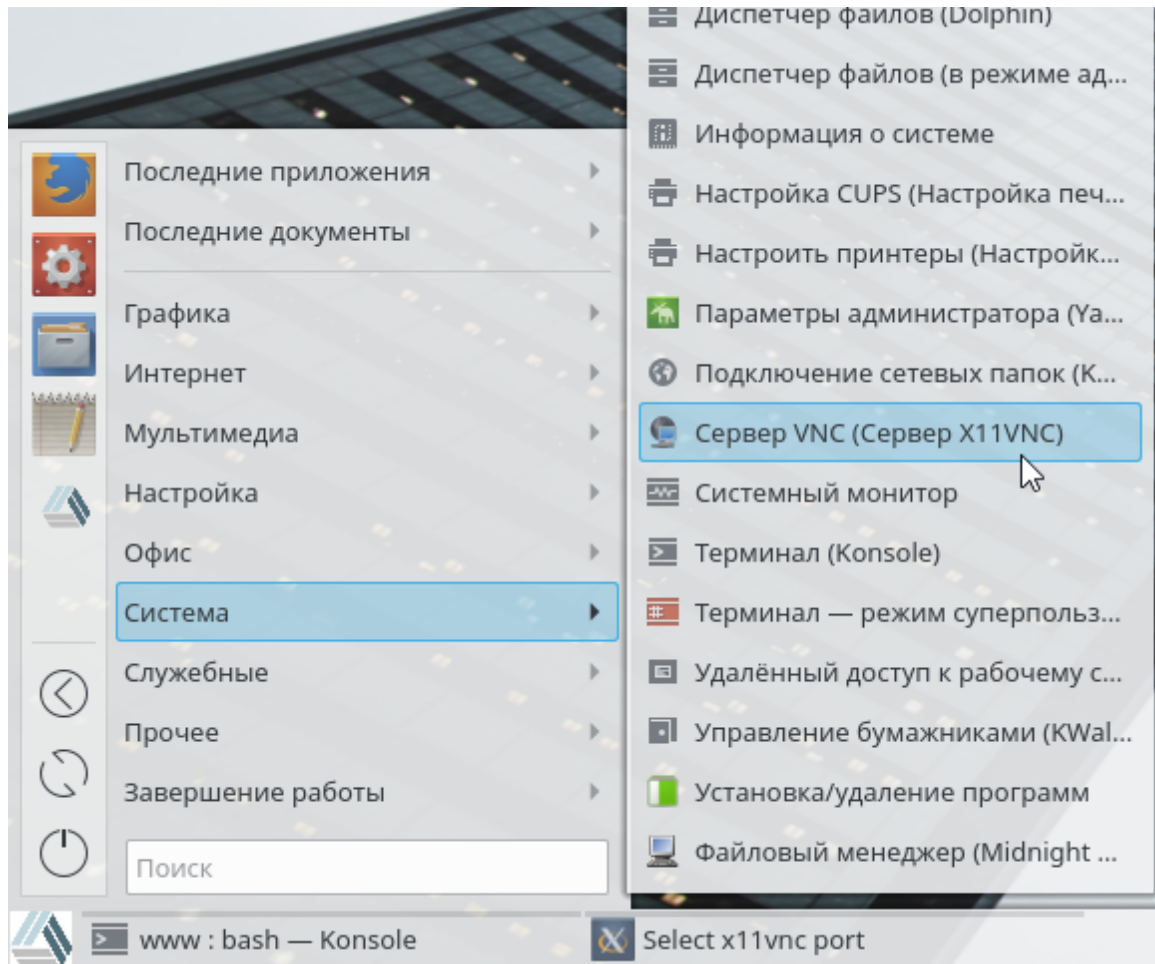 Последние приложения
Последние документы
Графика
Интернет
Мультимедиа
Настройка
Офис
Система
Служебные
Прочее
Завершение работы
Поиск
Диспетчер файлов (Dolphin)
Диспетчер файлов (в режиме ад...
Информация о системе
Настройка CUPS (Настройка печ...
Настроить принтеры (Настройк...
Параметры администратора (Ya...
Подключение сетевых папок (K...
Сервер VNC (Сервер X11VNC)
Системный монитор
Терминал (Konsole)
Терминал — режим суперпольз...
Удалённый доступ к рабочему с...
Управление бумажниками (KWal...
Установка/удаление программ
Файловый менеджер (Midnight ...
www : bash — Konsole
Select x11vnc port